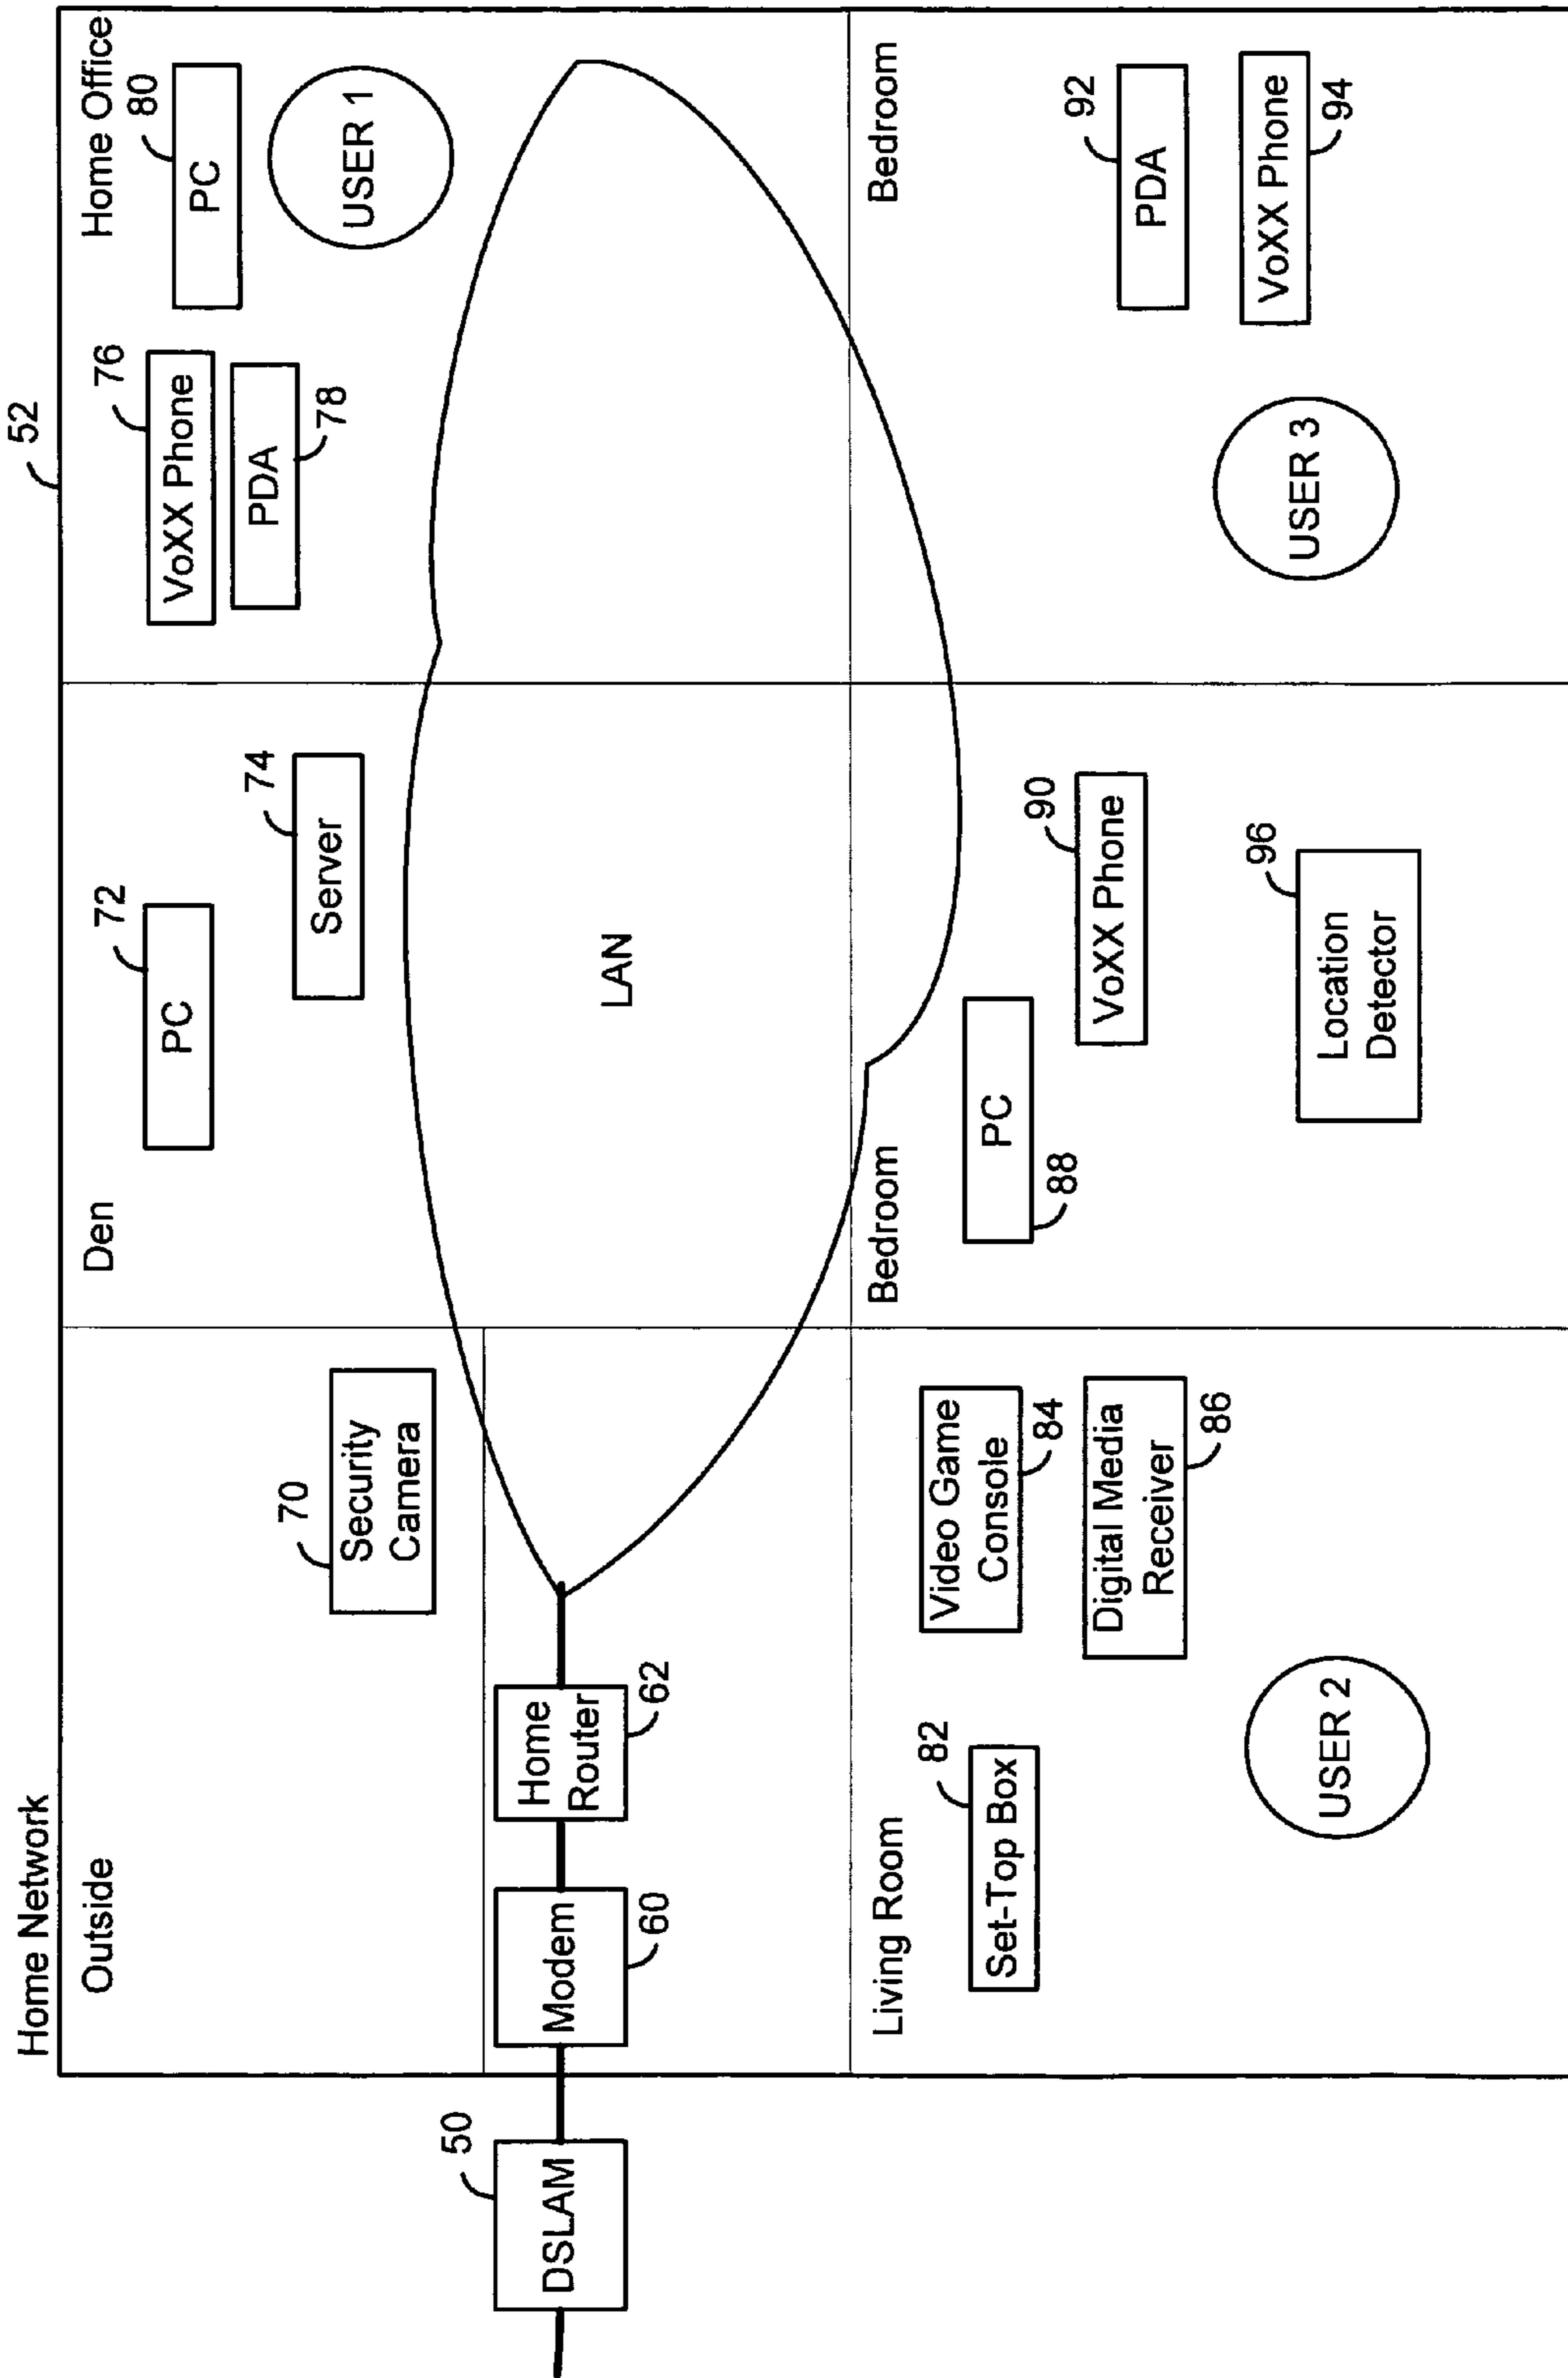 Home Network
52
Outside
70
Security
Camera
Den
72
PC
74
Server
Home Office
76
VoXX Phone
PDA
78
80
PC
USER 1
50
DSLAM
Modem
60
Home
Router
62
LAN
Living Room
82
Set-Top Box
Video Game
Console
84
Digital Media
Receiver
86
USER 2
Bedroom
PC
88
90
VoXX Phone
96
Location
Detector
Bedroom
92
PDA
VoXX Phone
94
USER 3